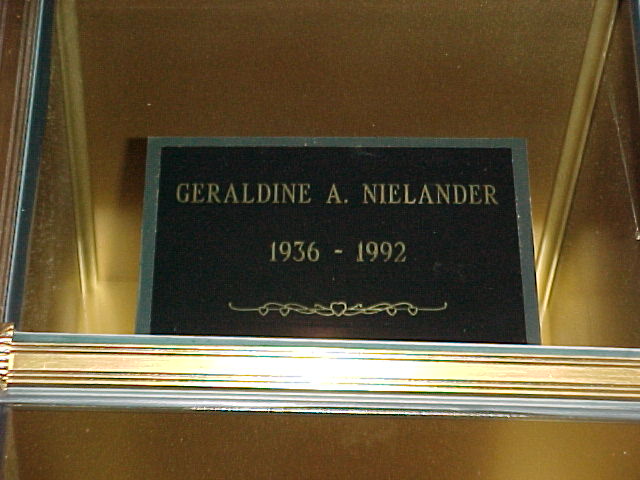 GERALDINE A. NIELANDER
1936 - 1992